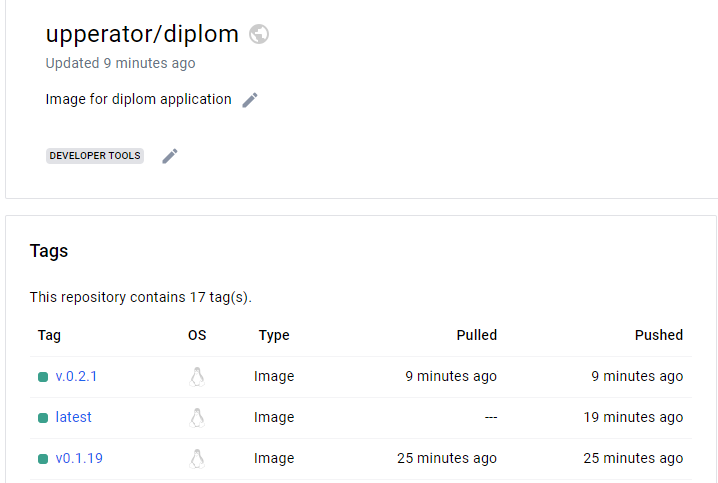 upperator/diplom
Updated 9 minutes ago
Image for diplom application
DEVELOPER TOOLS
Tags
This repository contains 17 tag(s).
Tag OS Type Pulled Pushed
v.0.2.1 Image 9 minutes ago 9 minutes ago
latest Image --- 19 minutes ago
v0.1.19 Image 25 minutes ago 25 minutes ago